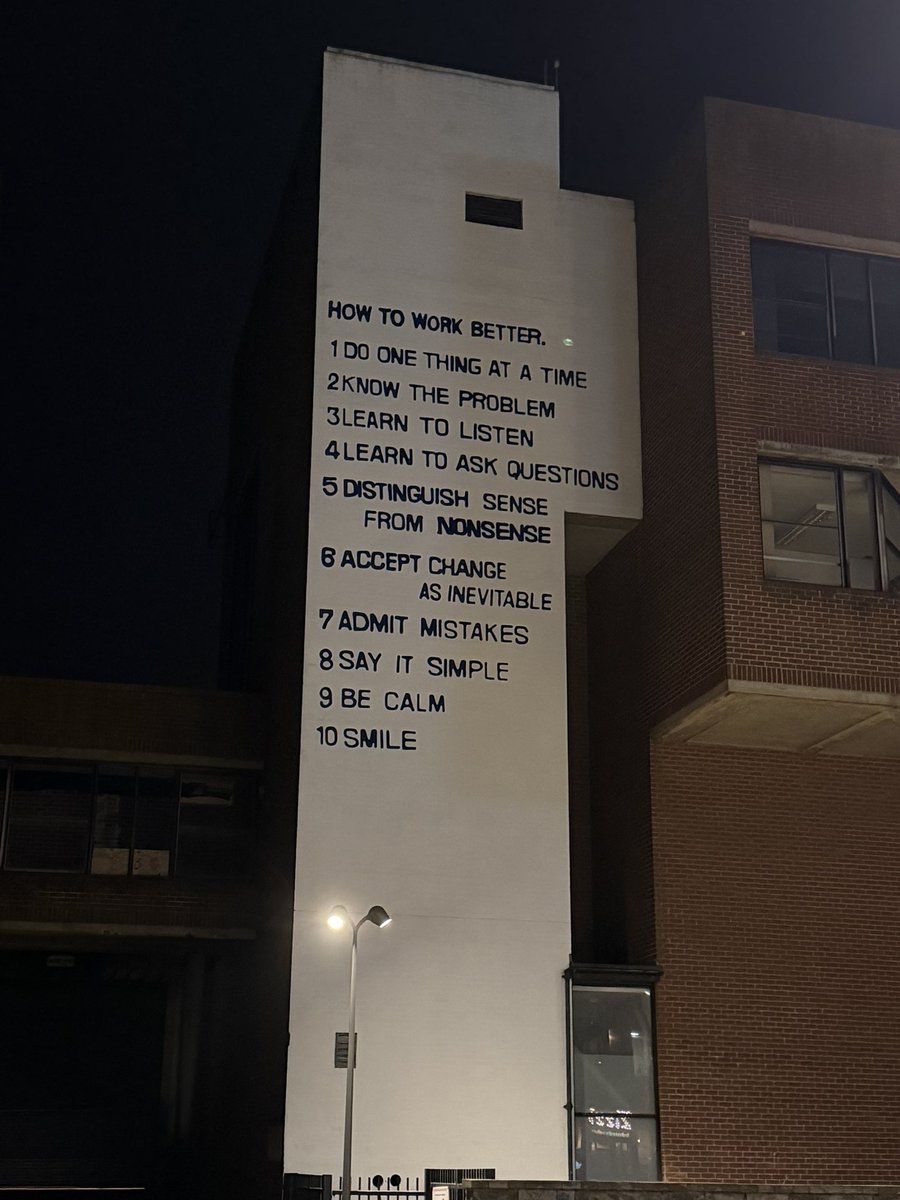 HOW TO WORK BETTER.
1 DO ONE THING AT A TIME
2 KNOW THE PROBLEM
3 LEARN TO LISTEN
4 LEARN TO ASK QUESTIONS
5 DISTINGUISH SENSE
FROM NONSENSE
6 ACCEPT CHANGE
AS INEVITABLE
7 ADMIT MISTAKES
8 SAY IT SIMPLE
9 BE CALM
10 SMILE